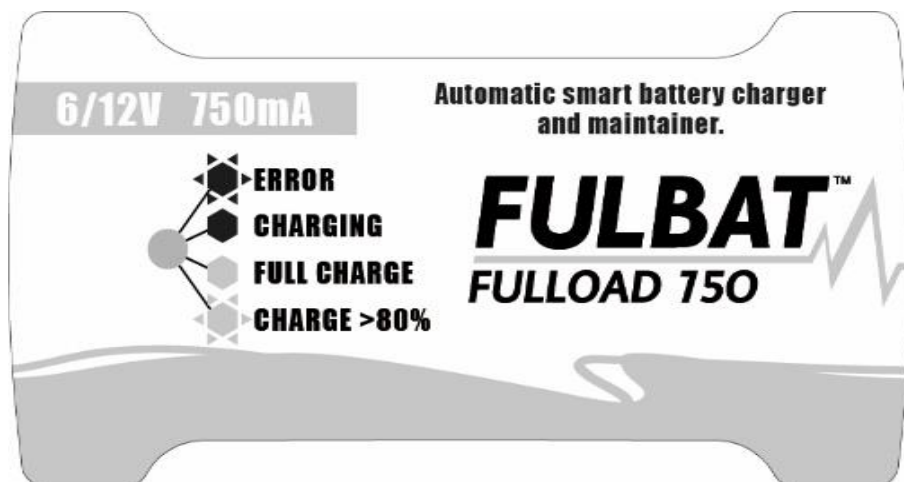 6/12V 750mA
Automatic smart battery charger
and maintainer.
ERROR
CHARGING
FULL CHARGE
CHARGE >80%
FULBAT™
FULLOAD 750